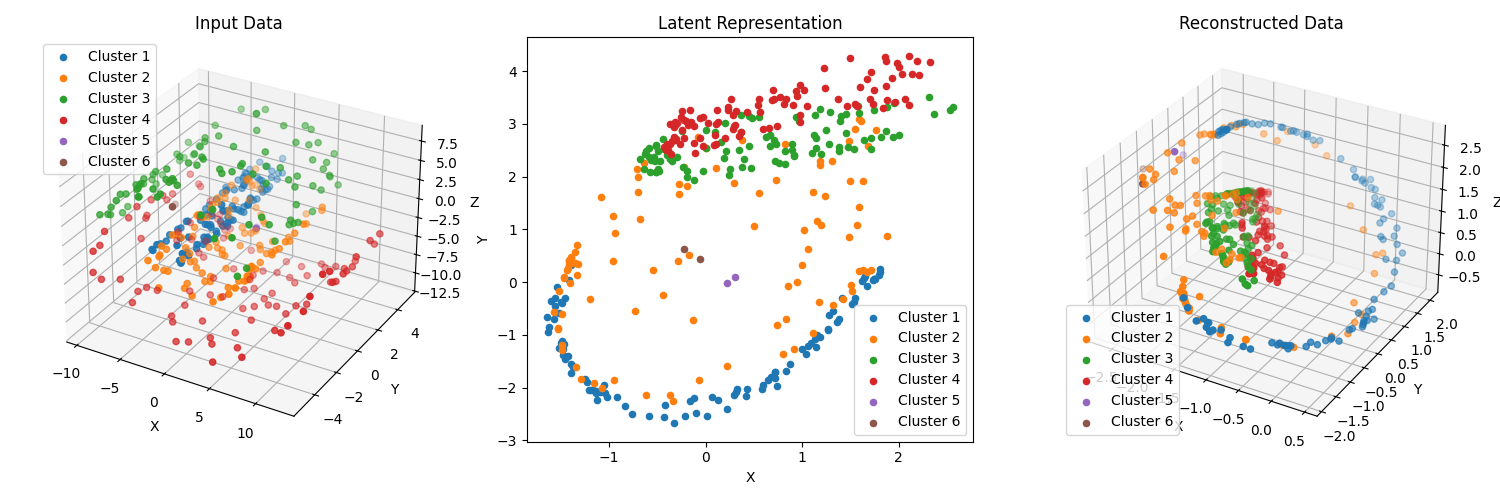 Input Data
Cluster 1
Cluster 2
Cluster 3
Cluster 4
Cluster 5
Cluster 6
7.5
5.0
2.5
0.0
−2.5
−5.0
−7.5
−10.0
−12.5
Z
−10
−5
0
5
10
X
−4
−2
0
2
4
Y
Latent Representation
4
3
2
1
0
−1
−2
−3
Y
−1
0
1
2
X
Cluster 1
Cluster 2
Cluster 3
Cluster 4
Cluster 5
Cluster 6
Reconstructed Data
2.5
2.0
1.5
1.0
0.5
0.0
−0.5
Z
Cluster 1
Cluster 2
Cluster 3
Cluster 4
Cluster 5
Cluster 6
−2.5
−2.0
−1.5
−1.0
−0.5
0.0
0.5
X
−2.0
−1.5
−1.0
−0.5
0.0
0.5
1.0
1.5
2.0
Y